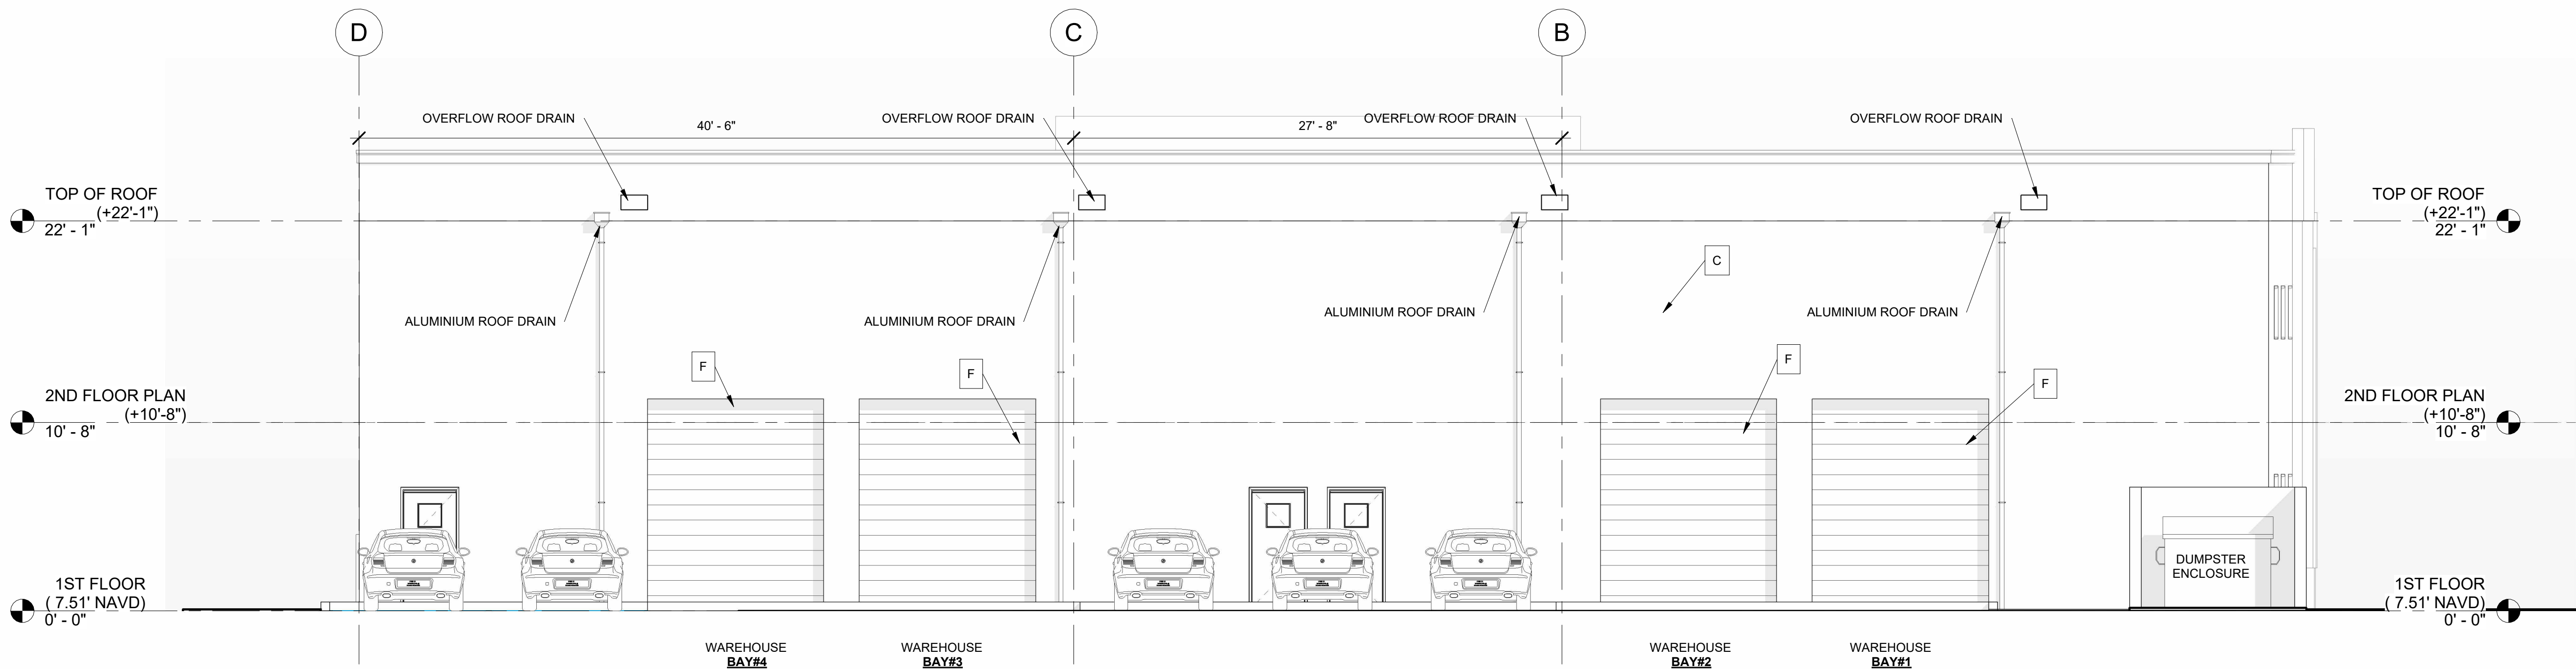 D
C
B
OVERFLOW ROOF DRAIN
40' - 6"
OVERFLOW ROOF DRAIN
27' - 8"
OVERFLOW ROOF DRAIN
OVERFLOW ROOF DRAIN
TOP OF ROOF
(+22'-1")
22' - 1"
TOP OF ROOF
(+22'-1")
22' - 1"
C
ALUMINIUM ROOF DRAIN
ALUMINIUM ROOF DRAIN
ALUMINIUM ROOF DRAIN
ALUMINIUM ROOF DRAIN
F
F
F
F
2ND FLOOR PLAN
(+10'-8")
10' - 8"
2ND FLOOR PLAN
(+10'-8")
10' - 8"
DUMPSTER
ENCLOSURE
1ST FLOOR
( 7.51' NAVD)
0' - 0"
1ST FLOOR
( 7.51' NAVD)
0' - 0"
WAREHOUSE
BAY#4
WAREHOUSE
BAY#3
WAREHOUSE
BAY#2
WAREHOUSE
BAY#1